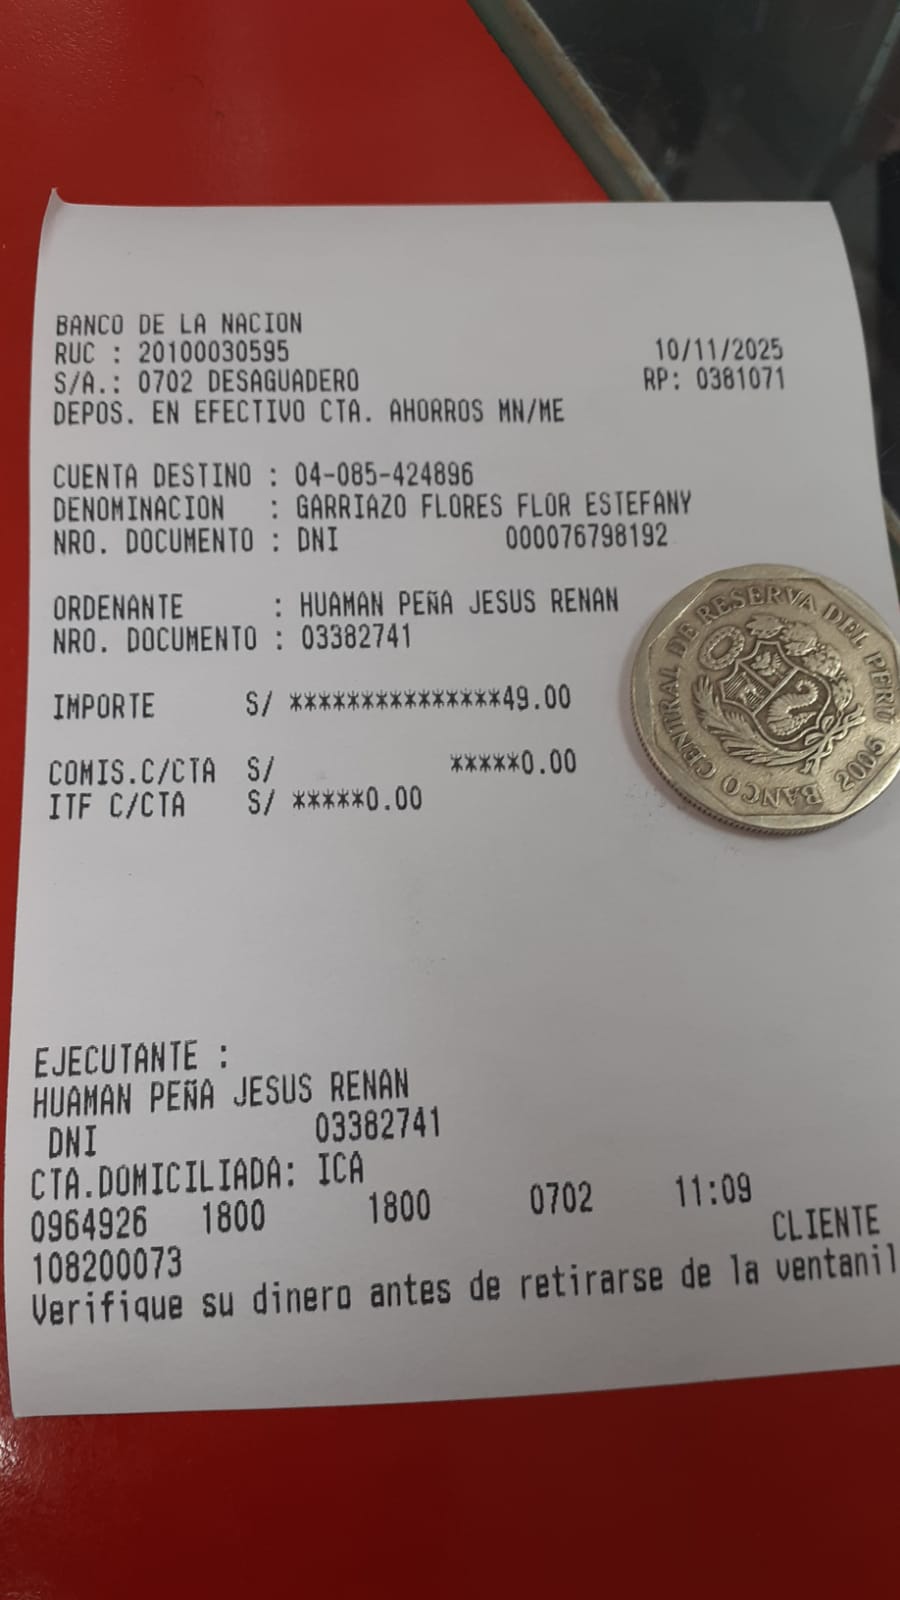 BANCO DE LA NACION
RUC : 20100030595 10/11/2025
S/A.: 0702 DESAGUADERO RP: 0381071
DEPOS. EN EFECTIVO CTA. AHORROS MN/ME
CUENTA DESTINO : 04-085-424896
DENOMINACION : GARRIAZO FLORES FLOR ESTEFANY
NRO. DOCUMENTO : DNI 000076798192
ORDENANTE : HUAMAN PEÑA JESUS RENAN
NRO. DOCUMENTO : 03382741
IMPORTE S/ ***************49.00
COMIS.C/CTA S/ *****0.00
ITF C/CTA S/ *****0.00
BANCO CENTRAL DE RESERVA DEL PERU 2005
EJECUTANTE :
HUAMAN PEÑA JESUS RENAN
DNI 03382741
CTA.DOMICILIADA: ICA
0964926 1800 1800 0702 11:09
CLIENTE
108200073
Verifique su dinero antes de retirarse de la ventanil